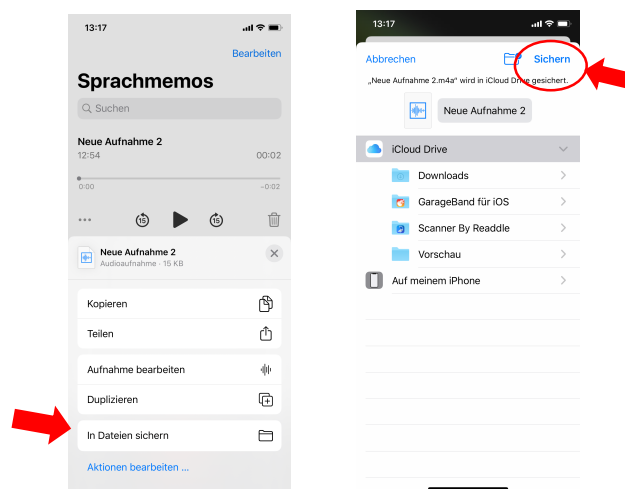 13:17
Bearbeiten
Sprachmemos
Suchen
Neue Aufnahme 2
12:54
00:02
0:00
−0:02
15
15
Neue Aufnahme 2
Audioaufnahme · 15 KB
Kopieren
Teilen
Aufnahme bearbeiten
Duplizieren
In Dateien sichern
Aktionen bearbeiten ...
13:17
Abbrechen
Sichern
„Neue Aufnahme 2.m4a“ wird in iCloud Drive gesichert.
Neue Aufnahme 2
iCloud Drive
Downloads
GarageBand für iOS
Scanner By Readdle
Vorschau
Auf meinem iPhone